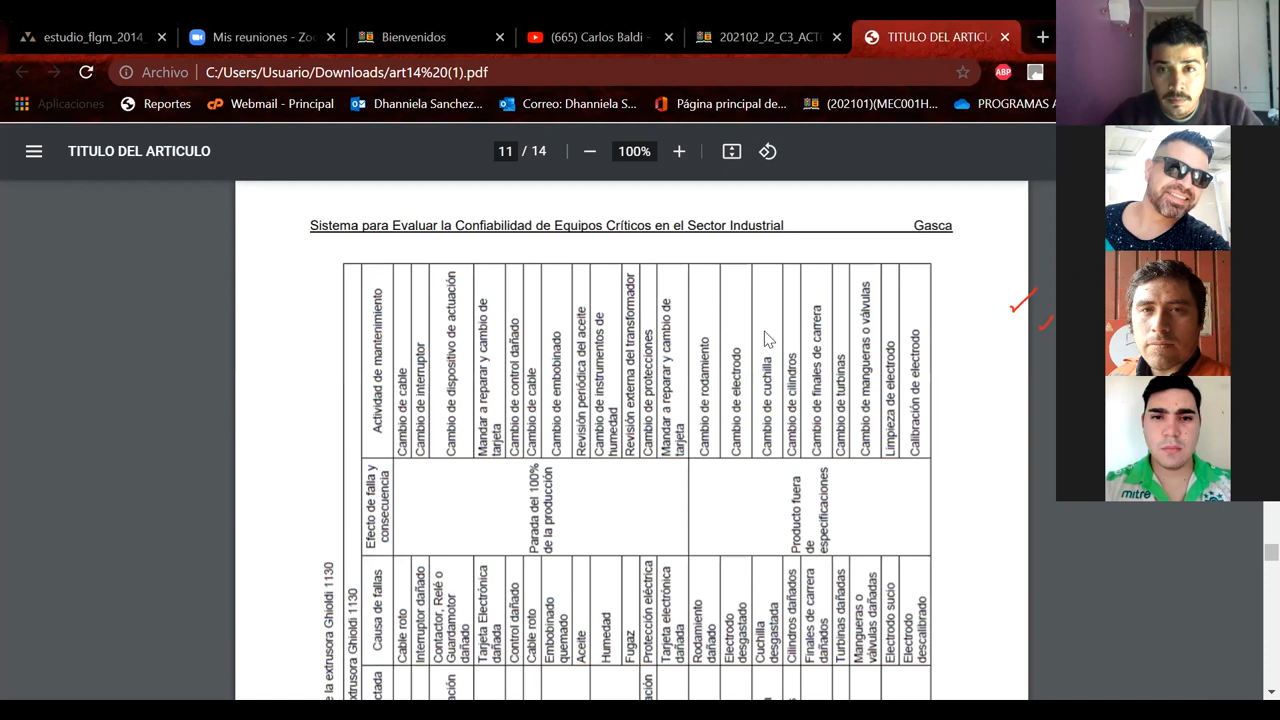 estudio_flgm_2014_
Mis reuniones - Zoo
Bienvenidos
(665) Carlos Baldi -
202102_J2_C3_ACT
TITULO DEL ARTICU
Archivo
C:/Users/Usuario/Downloads/art14%20(1).pdf
ABP
Aplicaciones
Reportes
Webmail - Principal
Dhanniela Sanchez...
Correo: Dhanniela S...
Página principal de...
(202101)(MEC001H...
PROGRAMAS A
TITULO DEL ARTICULO
11 / 14
100%
Sistema para Evaluar la Confiabilidad de Equipos Críticos en el Sector Industrial
Gasca
e la extrusora Ghioldi 1130
xtrusora Ghioldi 1130
ctada
Causa de fallas
Efecto de falla y
consecuencia
Actividad de mantenimiento
Cable roto
Cambio de cable
Interruptor dañado
Cambio de interruptor
ación
Contactor, Relé o
Guardamotor
dañado
Cambio de dispositivo de actuación
Tarjeta Electrónica
dañada
Mandar a reparar y cambio de
tarjeta
Control dañado
Cambio de control dañado
Cable roto
Parada del 100%
de la producción
Cambio de cable
Embobinado
quemado
Cambio de embobinado
Aceite
Revisión periódica del aceite
Humedad
Cambio de instrumentos de
humedad
Fugaz
Revisión externa del transformador
ación
Protección eléctrica
Cambio de protecciones
Tarjeta electrónica
dañada
Mandar a reparar y cambio de
tarjeta
Rodamiento
dañado
Cambio de rodamiento
Electrodo
desgastado
Cambio de electrodo
Cuchilla
desgastada
Cambio de cuchilla
Cilindros dañados
Producto fuera
de
especificaciones
Cambio de cilindros
Finales de carrera
dañados
Cambio de finales de carrera
Turbinas dañadas
Cambio de turbinas
Mangueras o
válvulas dañadas
Cambio de mangueras o válvulas
Electrodo sucio
Limpieza de electrodo
Electrodo
descalibrado
Calibración de electrodo
mitre